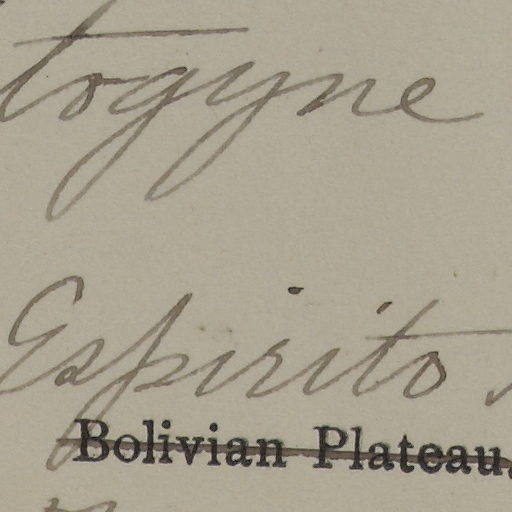 togyne
Espirito
Bolivian Plateau.